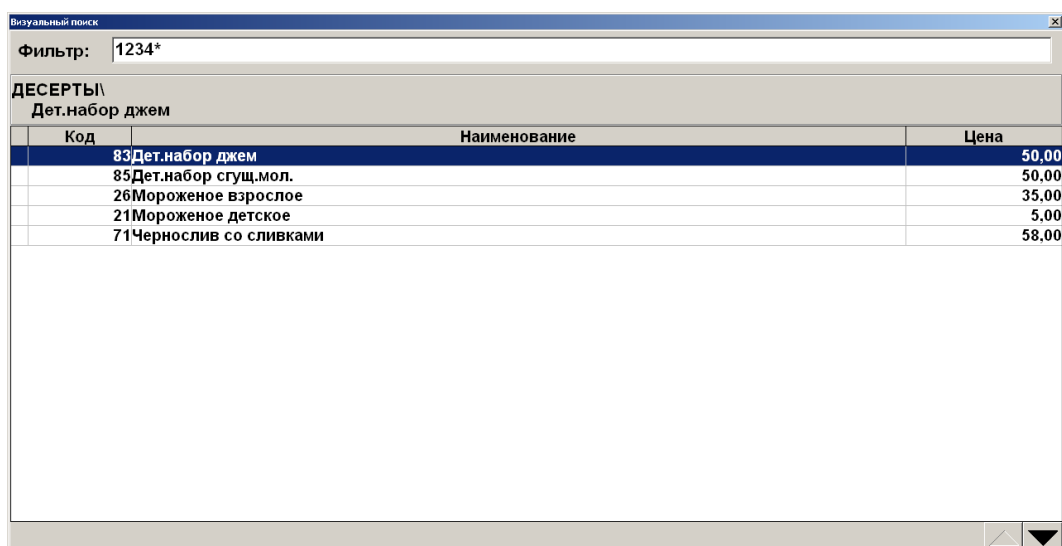 Визуальный поиск
Фильтр: 1234*
ДЕСЕРТЫ\
Дет.набор джем
Код Наименование Цена
83 Дет.набор джем 50,00
85 Дет.набор сгущ.мол. 50,00
26 Мороженое взрослое 35,00
21 Мороженое детское 5,00
71 Чернослив со сливками 58,00